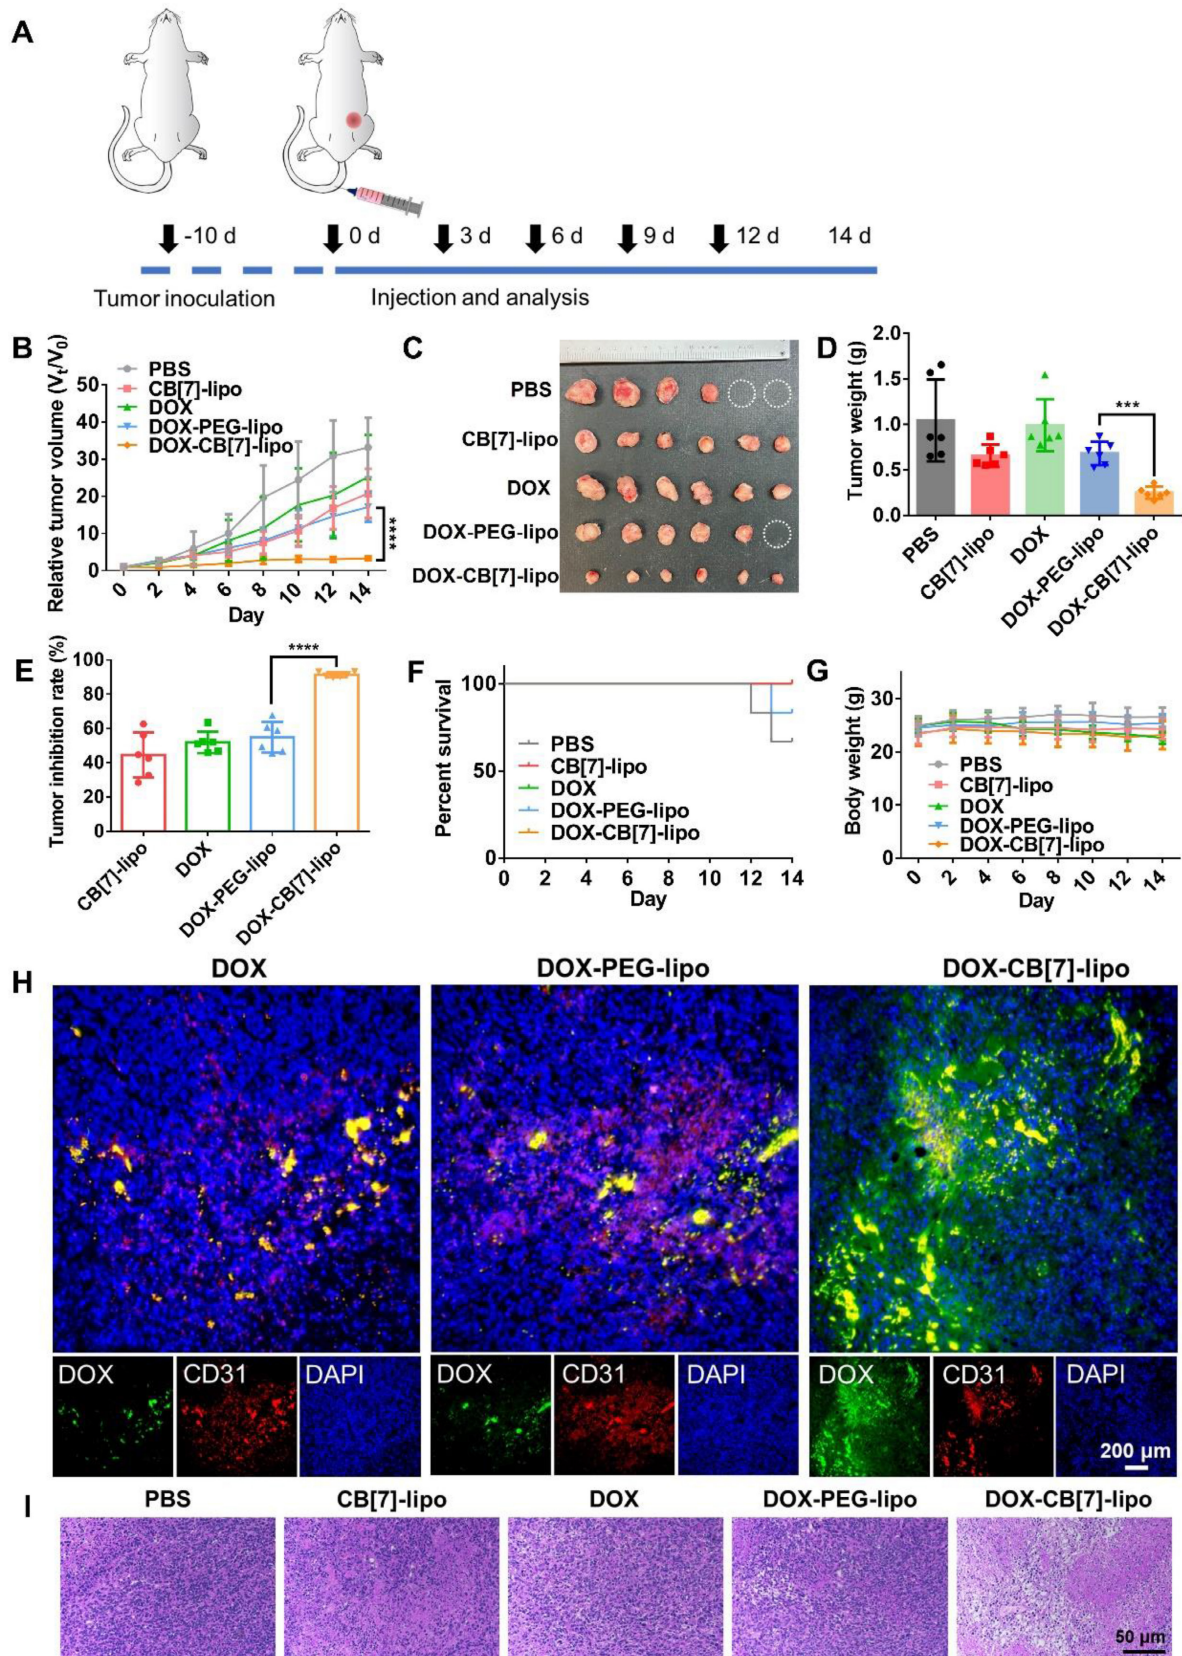 A
-10 d
0 d
3 d
6 d
9 d
12 d
14 d
Tumor inoculation
Injection and analysis
B
Relative tumor volume (Vt/V0)
50
40
30
20
10
0
PBS
CB[7]-lipo
DOX
DOX-PEG-lipo
DOX-CB[7]-lipo
****
0 2 4 6 8 10 12 14
Day
C
PBS
CB[7]-lipo
DOX
DOX-PEG-lipo
DOX-CB[7]-lipo
D
Tumor weight (g)
2.0
1.5
1.0
0.5
0.0
***
PBS
CB[7]-lipo
DOX
DOX-PEG-lipo
DOX-CB[7]-lipo
E
Tumor inhibition rate (%)
100
80
60
40
20
0
****
CB[7]-lipo
DOX
DOX-PEG-lipo
DOX-CB[7]-lipo
F
Percent survival
100
50
0
PBS
CB[7]-lipo
DOX
DOX-PEG-lipo
DOX-CB[7]-lipo
0 2 4 6 8 10 12 14
Day
G
Body weight (g)
30
20
10
0
PBS
CB[7]-lipo
DOX
DOX-PEG-lipo
DOX-CB[7]-lipo
0 2 4 6 8 10 12 14
Day
H
DOX
DOX-PEG-lipo
DOX-CB[7]-lipo
DOX CD31 DAPI
DOX CD31 DAPI
DOX CD31 DAPI
200 µm
I
PBS
CB[7]-lipo
DOX
DOX-PEG-lipo
DOX-CB[7]-lipo
50 µm